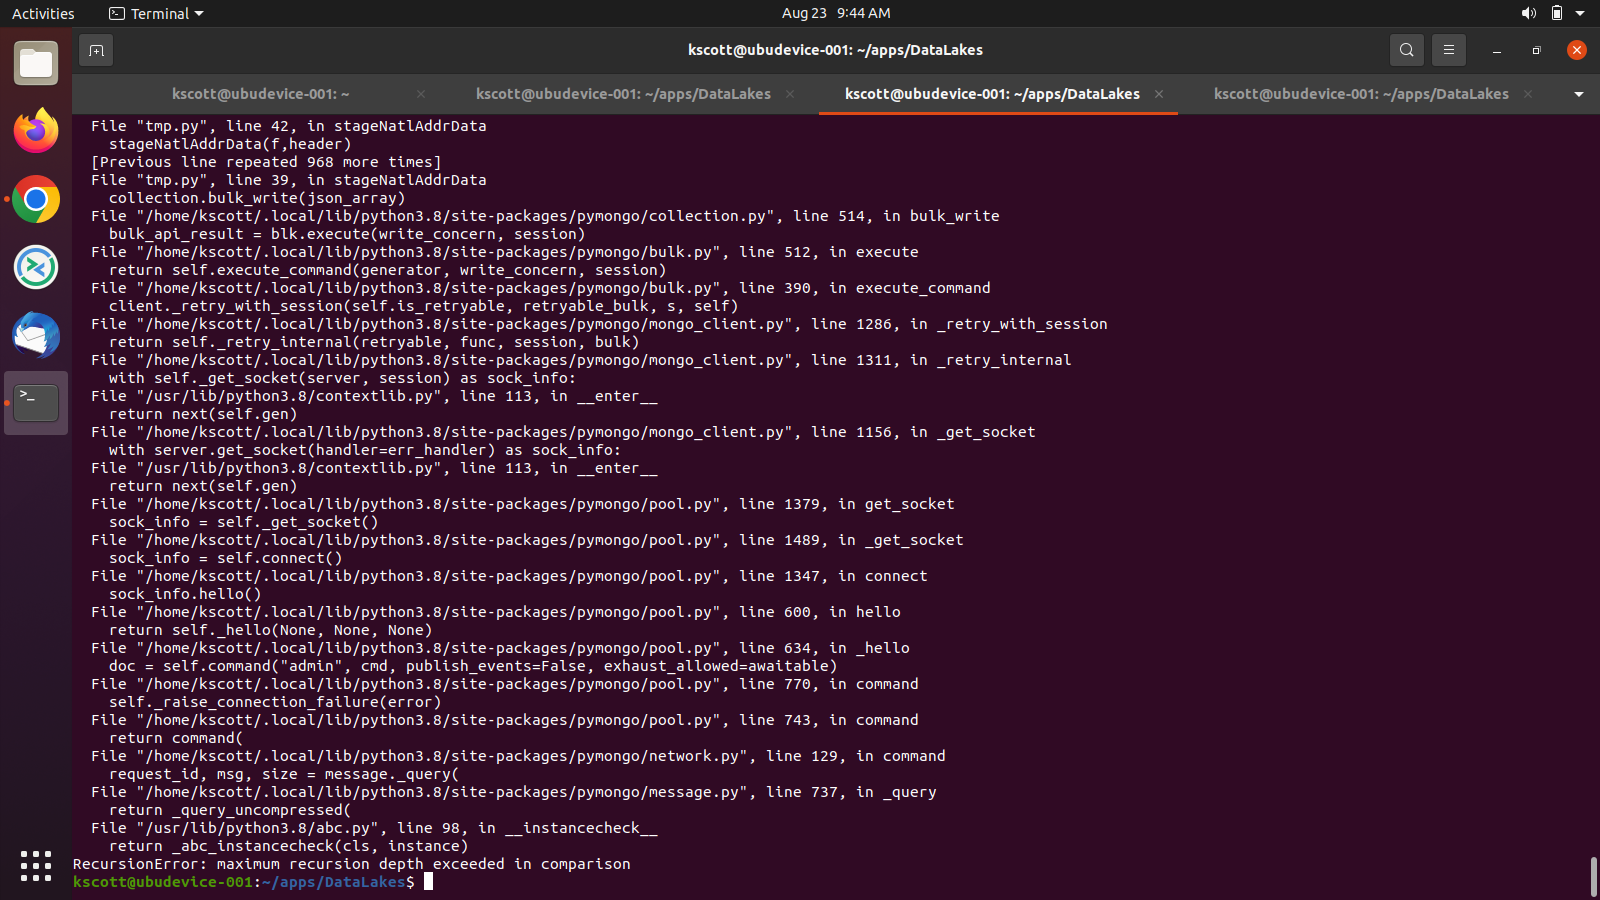 Activities
Terminal
Aug 23 9:44 AM
kscott@ubudevice-001: ~/apps/DataLakes
kscott@ubudevice-001: ~
kscott@ubudevice-001: ~/apps/DataLakes
kscott@ubudevice-001: ~/apps/DataLakes
kscott@ubudevice-001: ~/apps/DataLakes
File "tmp.py", line 42, in stageNatlAddrData
stageNatlAddrData(f,header)
[Previous line repeated 968 more times]
File "tmp.py", line 39, in stageNatlAddrData
collection.bulk_write(json_array)
File "/home/kscott/.local/lib/python3.8/site-packages/pymongo/collection.py", line 514, in bulk_write
bulk_api_result = blk.execute(write_concern, session)
File "/home/kscott/.local/lib/python3.8/site-packages/pymongo/bulk.py", line 512, in execute
return self.execute_command(generator, write_concern, session)
File "/home/kscott/.local/lib/python3.8/site-packages/pymongo/bulk.py", line 390, in execute_command
client._retry_with_session(self.is_retryable, retryable_bulk, s, self)
File "/home/kscott/.local/lib/python3.8/site-packages/pymongo/mongo_client.py", line 1286, in _retry_with_session
return self._retry_internal(retryable, func, session, bulk)
File "/home/kscott/.local/lib/python3.8/site-packages/pymongo/mongo_client.py", line 1311, in _retry_internal
with self._get_socket(server, session) as sock_info:
File "/usr/lib/python3.8/contextlib.py", line 113, in __enter__
return next(self.gen)
File "/home/kscott/.local/lib/python3.8/site-packages/pymongo/mongo_client.py", line 1156, in _get_socket
with server.get_socket(handler=err_handler) as sock_info:
File "/usr/lib/python3.8/contextlib.py", line 113, in __enter__
return next(self.gen)
File "/home/kscott/.local/lib/python3.8/site-packages/pymongo/pool.py", line 1379, in get_socket
sock_info = self._get_socket()
File "/home/kscott/.local/lib/python3.8/site-packages/pymongo/pool.py", line 1489, in _get_socket
sock_info = self.connect()
File "/home/kscott/.local/lib/python3.8/site-packages/pymongo/pool.py", line 1347, in connect
sock_info.hello()
File "/home/kscott/.local/lib/python3.8/site-packages/pymongo/pool.py", line 600, in hello
return self._hello(None, None, None)
File "/home/kscott/.local/lib/python3.8/site-packages/pymongo/pool.py", line 634, in _hello
doc = self.command("admin", cmd, publish_events=False, exhaust_allowed=awaitable)
File "/home/kscott/.local/lib/python3.8/site-packages/pymongo/pool.py", line 770, in command
self._raise_connection_failure(error)
File "/home/kscott/.local/lib/python3.8/site-packages/pymongo/pool.py", line 743, in command
return command(
File "/home/kscott/.local/lib/python3.8/site-packages/pymongo/network.py", line 129, in command
request_id, msg, size = message._query(
File "/home/kscott/.local/lib/python3.8/site-packages/pymongo/message.py", line 737, in _query
return _query_uncompressed(
File "/usr/lib/python3.8/abc.py", line 98, in __instancecheck__
return _abc_instancecheck(cls, instance)
RecursionError: maximum recursion depth exceeded in comparison
kscott@ubudevice-001:~/apps/DataLakes$